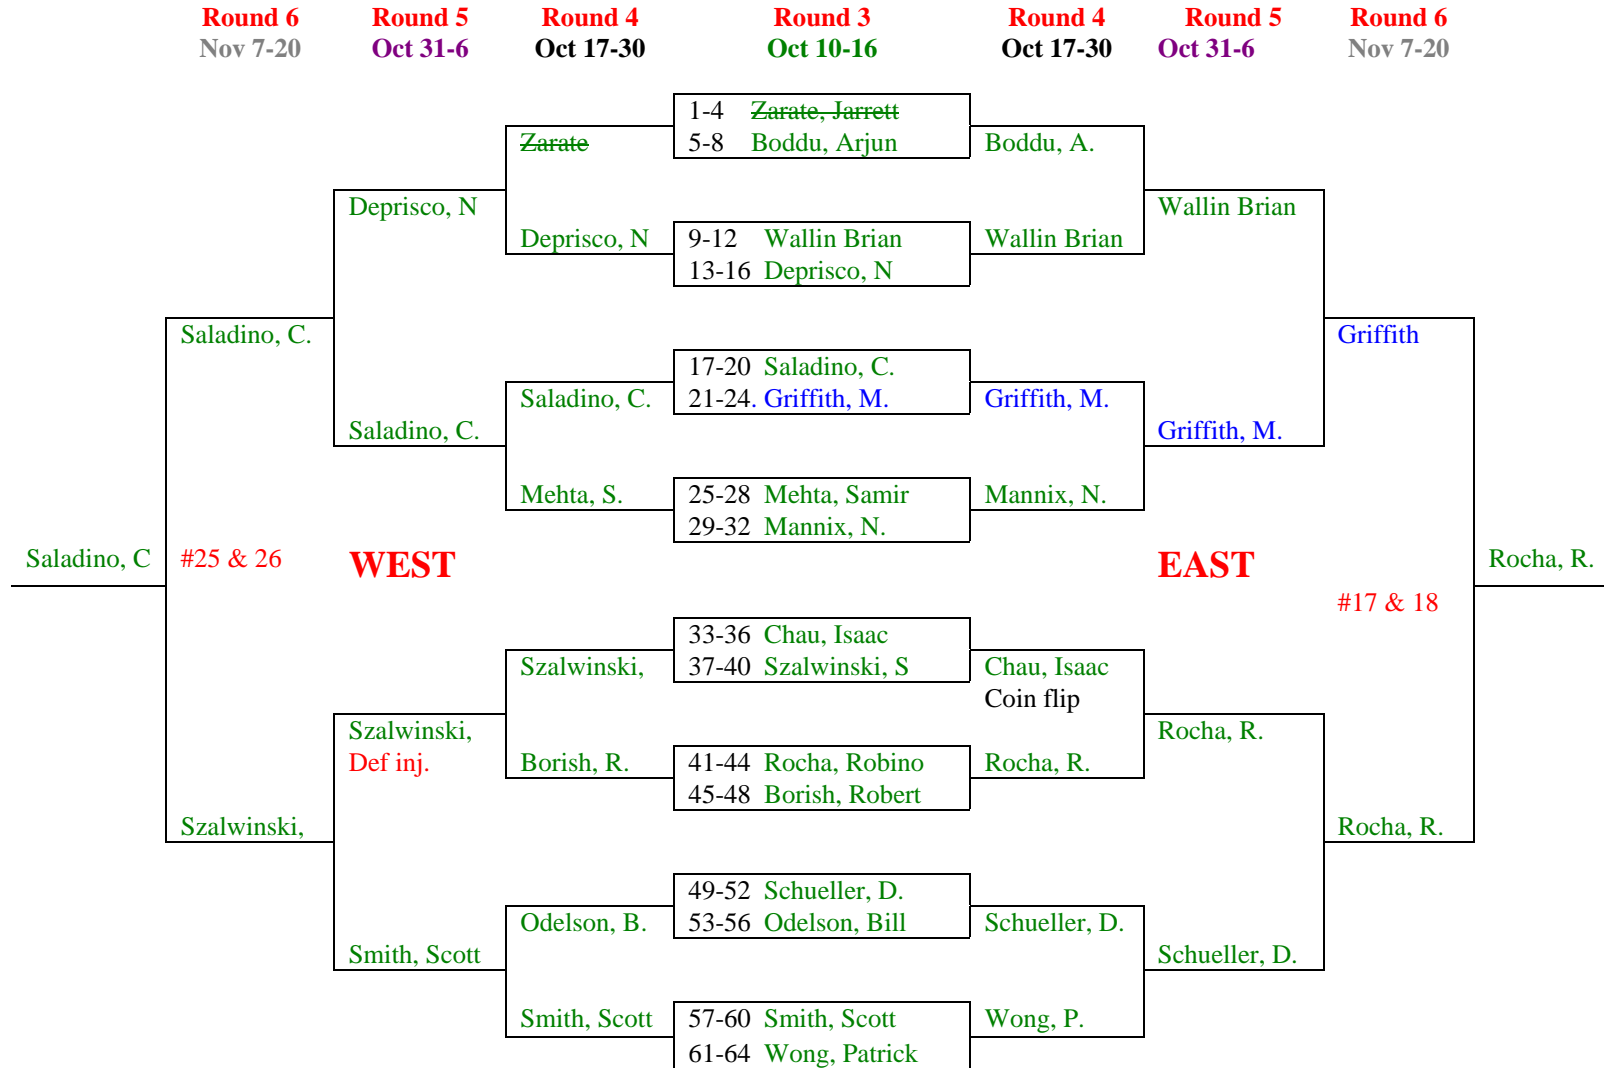 Round 6 Round 5 Round 4 Round 3 Round 4 Round 5 Round 6
Nov 7-20 Oct 31-6 Oct 17-30 Oct 10-16 Oct 17-30 Oct 31-6 Nov 7-20
1-4 Zarate, Jarrett
Zarate 5-8 Boddu, Arjun Boddu, A.
Deprisco, N Wallin Brian
Deprisco, N 9-12 Wallin Brian Wallin Brian
13-16 Deprisco, N
Saladino, C. Griffith
17-20 Saladino, C.
Saladino, C. 21-24. Griffith, M. Griffith, M.
Saladino, C. Griffith, M.
Mehta, S. 25-28 Mehta, Samir Mannix, N.
29-32 Mannix, N.
Saladino, C #25 & 26 WEST EAST Rocha, R.
#17 & 18
33-36 Chau, Isaac
Szalwinski, 37-40 Szalwinski, S Chau, Isaac
Coin flip
Szalwinski, Rocha, R.
Def inj. Borish, R. 41-44 Rocha, Robino Rocha, R.
45-48 Borish, Robert
Szalwinski, Rocha, R.
49-52 Schueller, D.
Odelson, B. 53-56 Odelson, Bill Schueller, D.
Smith, Scott Schueller, D.
Smith, Scott 57-60 Smith, Scott Wong, P.
61-64 Wong, Patrick